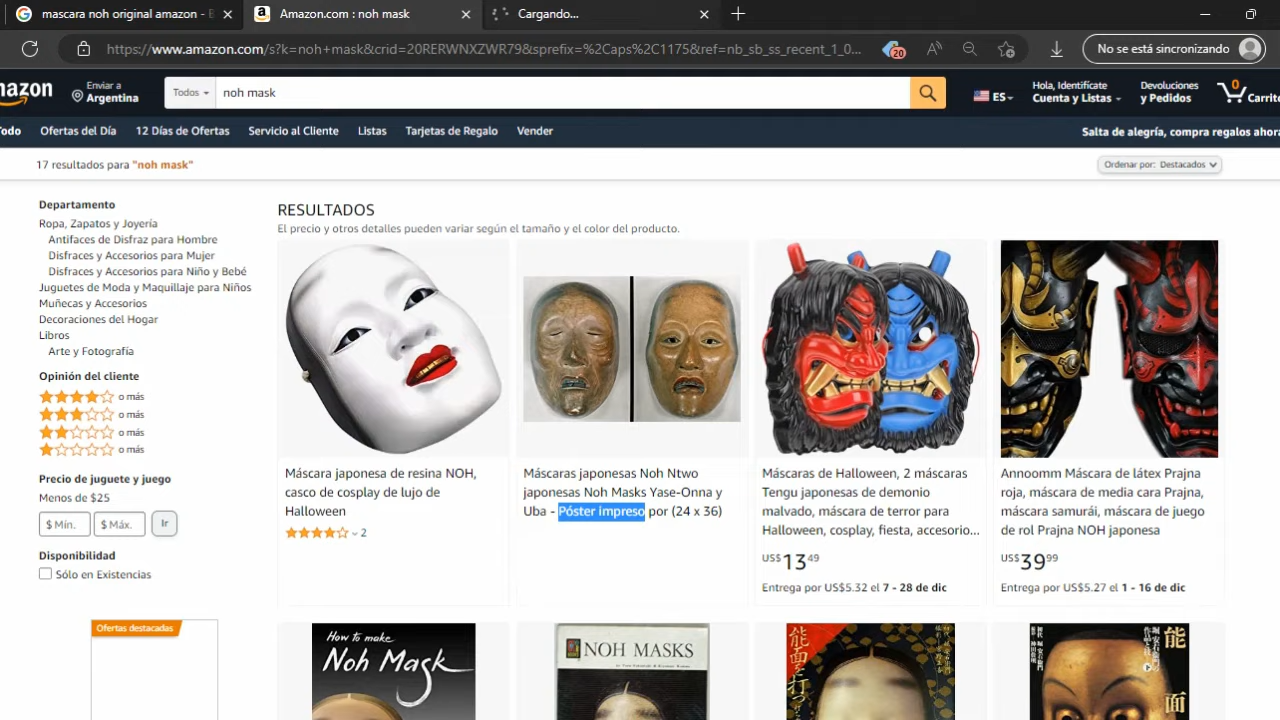 mascara noh original amazon -
Amazon.com : noh mask
Cargando...
https://www.amazon.com/s?k=noh+mask&crid=20RERWNXZWR79&sprefix=%2Caps%2C1175&ref=nb_sb_ss_recent_1_0...
20
No se está sincronizando
mazon
Enviar a
Argentina
Todos
noh mask
ES
Hola, Identifícate
Cuenta y Listas
Devoluciones
y Pedidos
0
Carrito
Todo
Ofertas del Día
12 Días de Ofertas
Servicio al Cliente
Listas
Tarjetas de Regalo
Vender
Salta de alegría, compra regalos ahora
17 resultados para "noh mask"
Ordenar por: Destacados
Departamento
Ropa, Zapatos y Joyería
Antifaces de Disfraz para Hombre
Disfraces y Accesorios para Mujer
Disfraces y Accesorios para Niño y Bebé
Juguetes de Moda y Maquillaje para Niños
Muñecas y Accesorios
Decoraciones del Hogar
Libros
Arte y Fotografía
Opinión del cliente
o más
o más
o más
o más
Precio de juguete y juego
Menos de $25
$ Mín.
$ Máx.
Ir
Disponibilidad
Sólo en Existencias
Ofertas destacadas
RESULTADOS
El precio y otros detalles pueden variar según el tamaño y el color del producto.
Máscara japonesa de resina NOH,
casco de cosplay de lujo de
Halloween
2
Máscaras japonesas Noh Ntwo
japonesas Noh Masks Yase-Onna y
Uba - Póster impreso por (24 x 36)
Máscaras de Halloween, 2 máscaras
Tengu japonesas de demonio
malvado, máscara de terror para
Halloween, cosplay, fiesta, accesorio...
US$13.49
Entrega por US$5.32 el 7 - 28 de dic
Annoomm Máscara de látex Prajna
roja, máscara de media cara Prajna,
máscara samurái, máscara de juego
de rol Prajna NOH japonesa
US$39.99
Entrega por US$5.27 el 1 - 16 de dic
How to make
Noh Mask
NOH MASKS
能面を打つ
能面